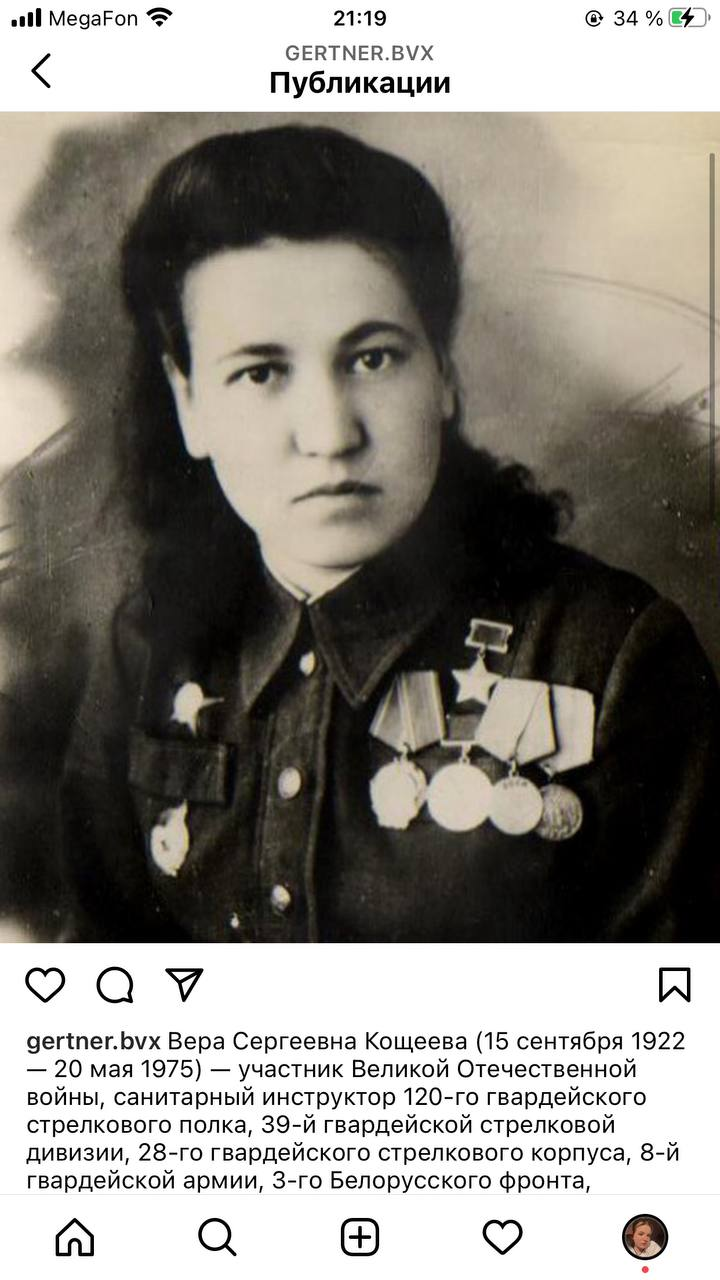 MegaFon 21:19 34 %
GERTNER.BVX
Публикации
gertner.bvx Вера Сергеевна Кощеева (15 сентября 1922
— 20 мая 1975) — участник Великой Отечественной
войны, санитарный инструктор 120-го гвардейского
стрелкового полка, 39-й гвардейской стрелковой
дивизии, 28-го гвардейского стрелкового корпуса, 8-й
гвардейской армии, 3-го Белорусского фронта,